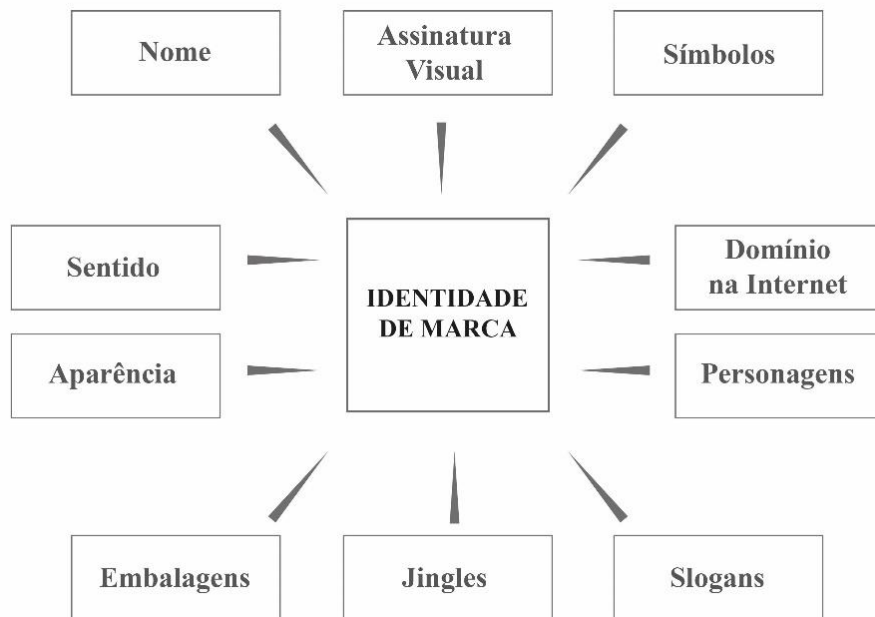 Nome
Assinatura
Visual
Símbolos
Sentido
IDENTIDADE
DE MARCA
Domínio
na Internet
Aparência
Personagens
Embalagens
Jingles
Slogans